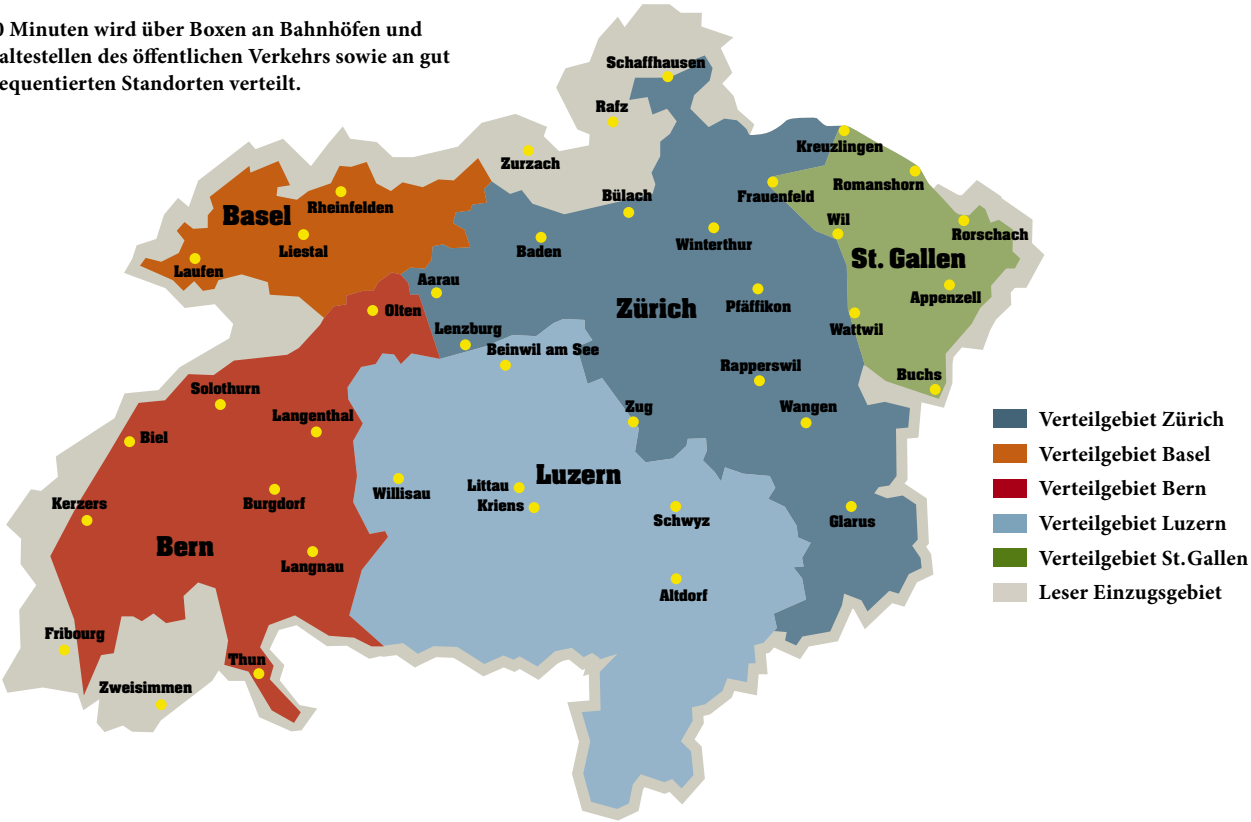 0 Minuten wird über Boxen an Bahnhöfen und
altestellen des öffentlichen Verkehrs sowie an gut
equentierten Standorten verteilt.
Schaffhausen
Rafz
Zurzach
Kreuzlingen
Romanshorn
Frauenfeld
Bülach
Rheinfelden
Basel
Liestal
Laufen
Baden
Winterthur
Wil
Rorschach
St. Gallen
Appenzell
Aarau
Olten
Zürich
Pfäffikon
Wattwil
Lenzburg
Beinwil am See
Rapperswil
Buchs
Solothurn
Langenthal
Zug
Wangen
Biel
Luzern
Littau
Willisau
Kriens
Kerzers
Burgdorf
Schwyz
Glarus
Bern
Langnau
Altdorf
Fribourg
Thun
Zweisimmen
Verteilgebiet Zürich
Verteilgebiet Basel
Verteilgebiet Bern
Verteilgebiet Luzern
Verteilgebiet St. Gallen
Leser Einzugsgebiet